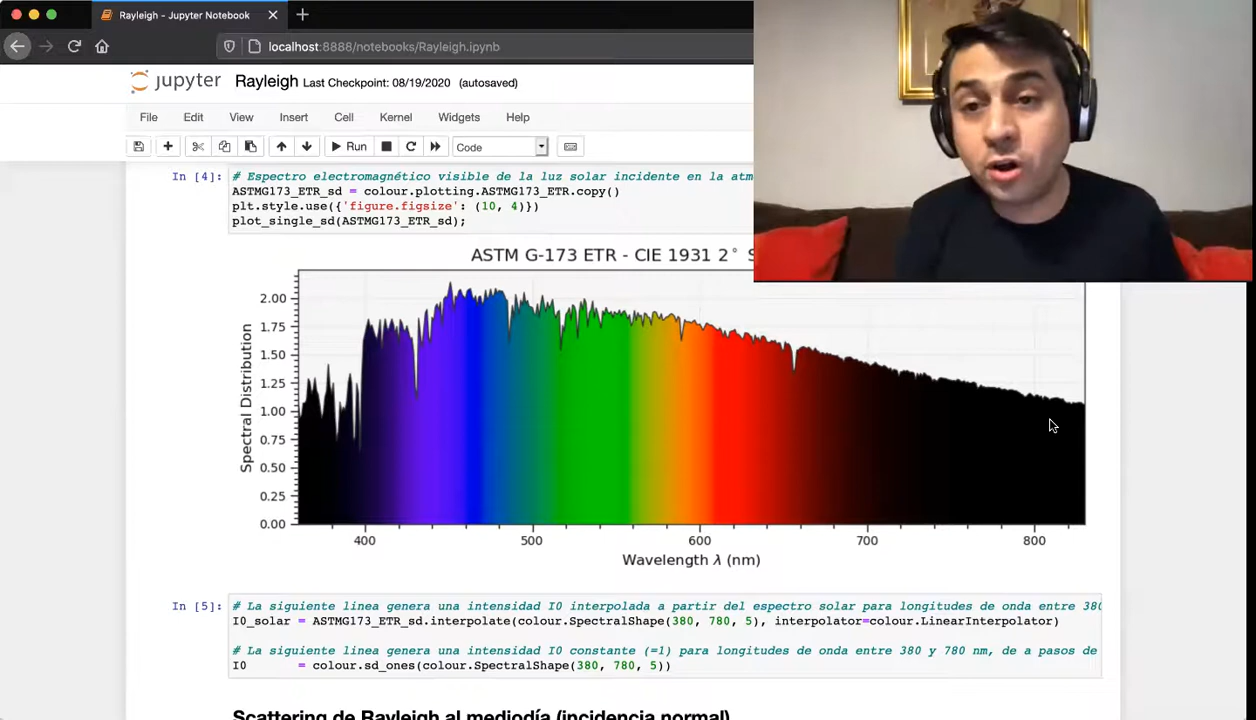 Rayleigh - Jupyter Notebook
localhost:8888/notebooks/Rayleigh.ipynb
jupyter Rayleigh Last Checkpoint: 08/19/2020 (autosaved)
File Edit View Insert Cell Kernel Widgets Help
Run Code
In [4]: # Espectro electromagnético visible de la luz solar incidente en la
ASTMG173_ETR_sd = colour.plotting.ASTMG173_ETR.copy()
plt.style.use({'figure.figsize': (10, 4)})
plot_single_sd(ASTMG173_ETR_sd);
ASTM G-173 ETR - CIE 1931 2°
2.00
1.75
1.50
1.25
1.00
0.75
0.50
0.25
0.00
Spectral Distribution
400 500 600 700 800
Wavelength λ (nm)
In [5]: # La siguiente linea genera una intensidad I0 interpolada a partir del espectro solar para longitudes de onda entre 380
I0_solar = ASTMG173_ETR_sd.interpolate(colour.SpectralShape(380, 780, 5), interpolator=colour.LinearInterpolator)
# La siguiente linea genera una intensidad I0 constante (=1) para longitudes de onda entre 380 y 780 nm, de a pasos de
I0 = colour.sd_ones(colour.SpectralShape(380, 780, 5))
Scattering de Rayleigh al mediodía (incidencia normal)